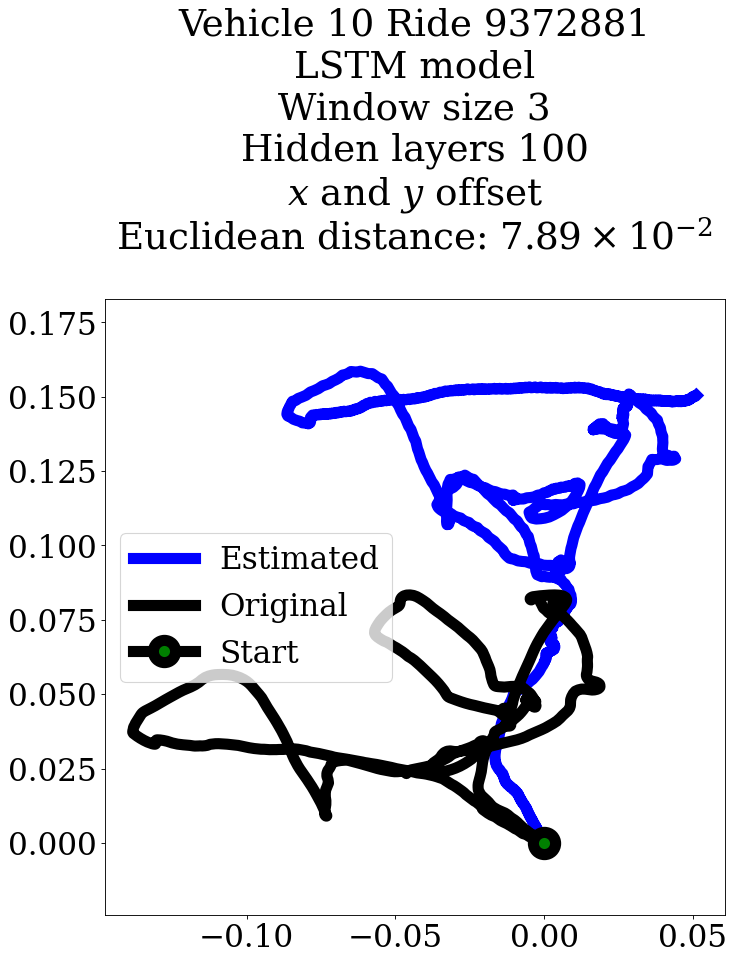 Vehicle 10 Ride 9372881
LSTM model
Window size 3
Hidden layers 100
x and y offset
Euclidean distance: 7.89 × 10⁻²
0.175
0.150
0.125
0.100
0.075
0.050
0.025
0.000
Estimated
Original
Start
−0.10 −0.05 0.00 0.05